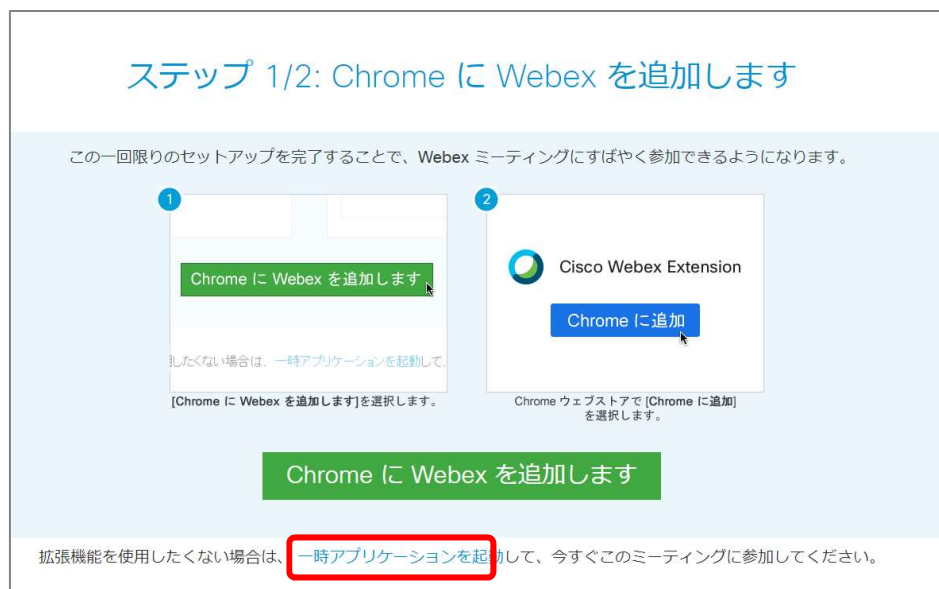 ステップ 1/2: Chrome に Webex を追加します
この一回限りのセットアップを完了することで、Webex ミーティングにすばやく参加できるようになります。
1
Chrome に Webex を追加します
したくない場合は、一時アプリケーションを起動して、
[Chrome に Webex を追加します]を選択します。
2
Cisco Webex Extension
Chrome に追加
Chrome ウェブストアで [Chrome に追加]
を選択します。
Chrome に Webex を追加します
拡張機能を使用したくない場合は、一時アプリケーションを起動して、今すぐこのミーティングに参加してください。